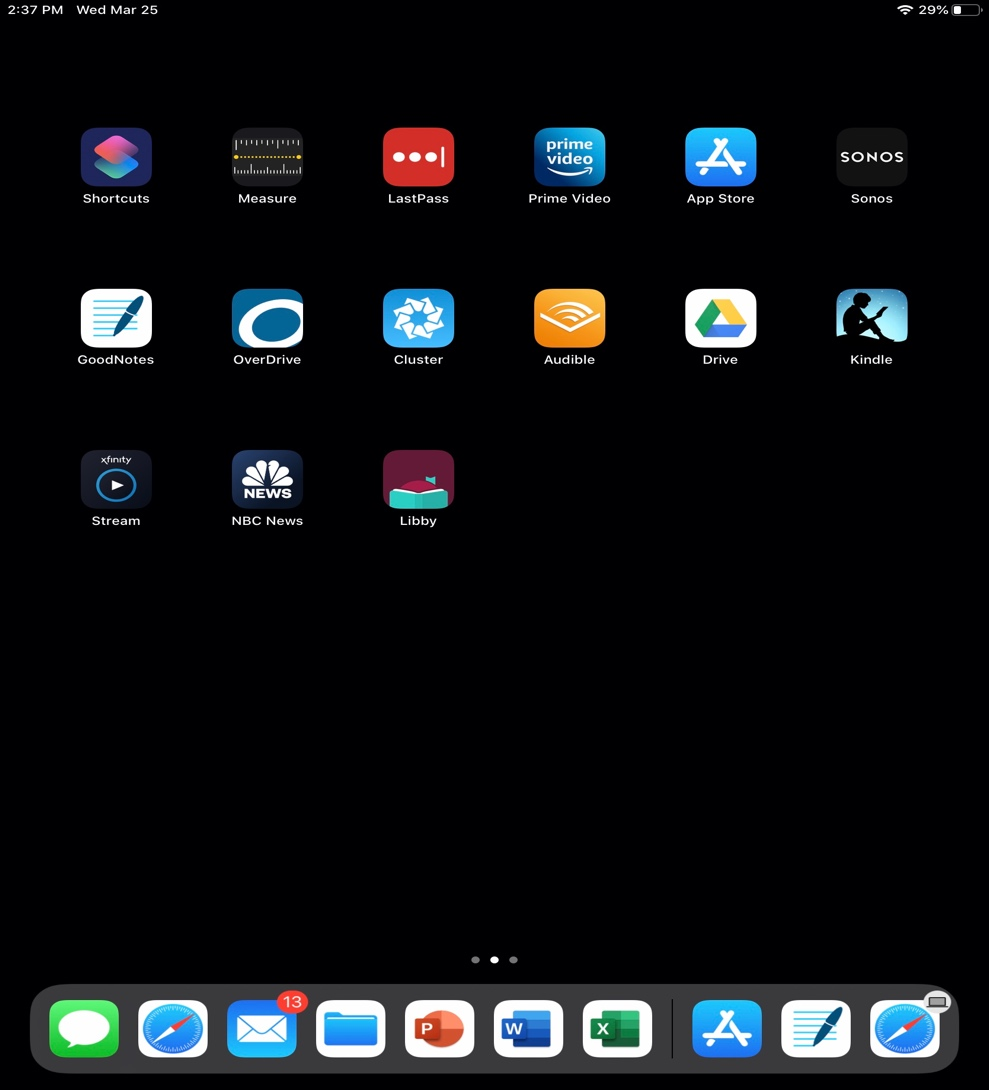 2:37 PM Wed Mar 25 29%
prime video SONOS
Shortcuts Measure LastPass Prime Video App Store Sonos
GoodNotes OverDrive Cluster Audible Drive Kindle
xfinity NEWS
Stream NBC News Libby
13
P W X